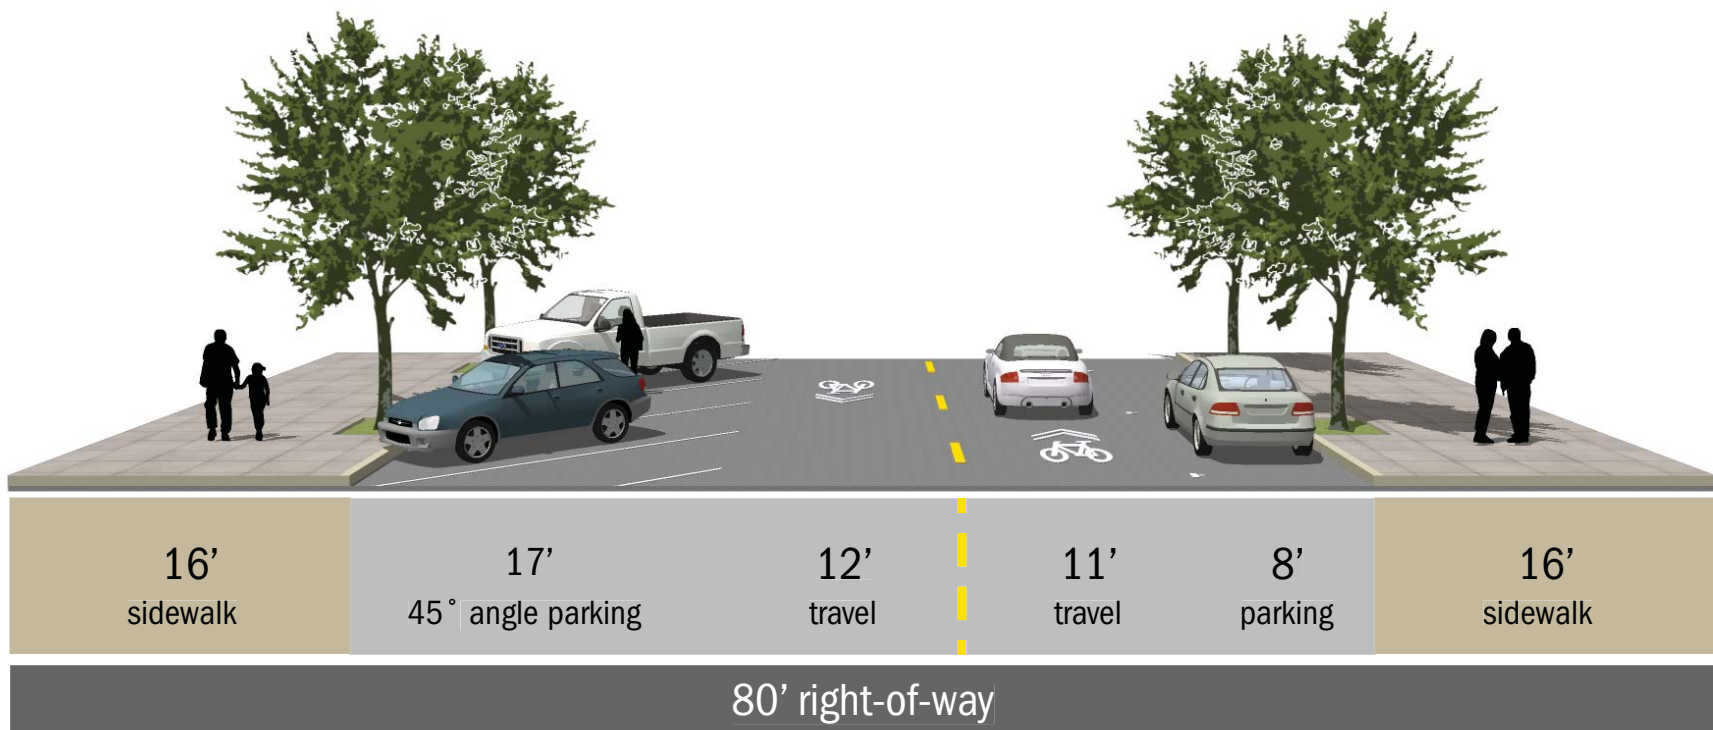 16’
sidewalk
17’
45˚ angle parking
12’
travel
11’
travel
8’
parking
16’
sidewalk
80’ right-of-way